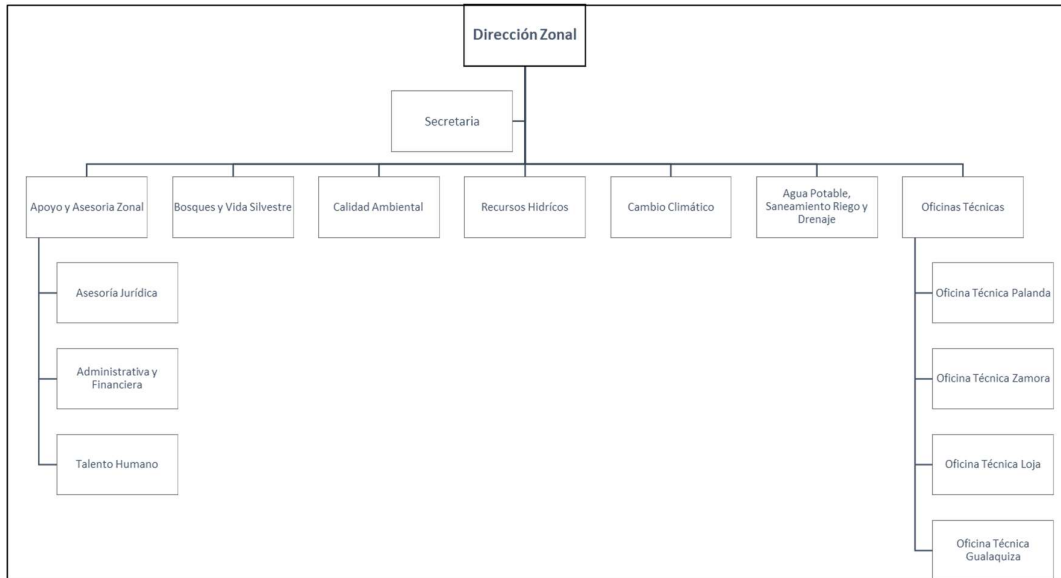 Dirección Zonal
Secretaria
Apoyo y Asesoria Zonal
Bosques y Vida Silvestre
Calidad Ambiental
Recursos Hidrícos
Cambio Climático
Agua Potable,
Saneamiento Riego y
Drenaje
Oficinas Técnicas
Asesoría Jurídica
Administrativa y
Financiera
Talento Humano
Oficina Técnica Palanda
Oficina Técnica Zamora
Oficina Técnica Loja
Oficina Técnica
Gualaquiza